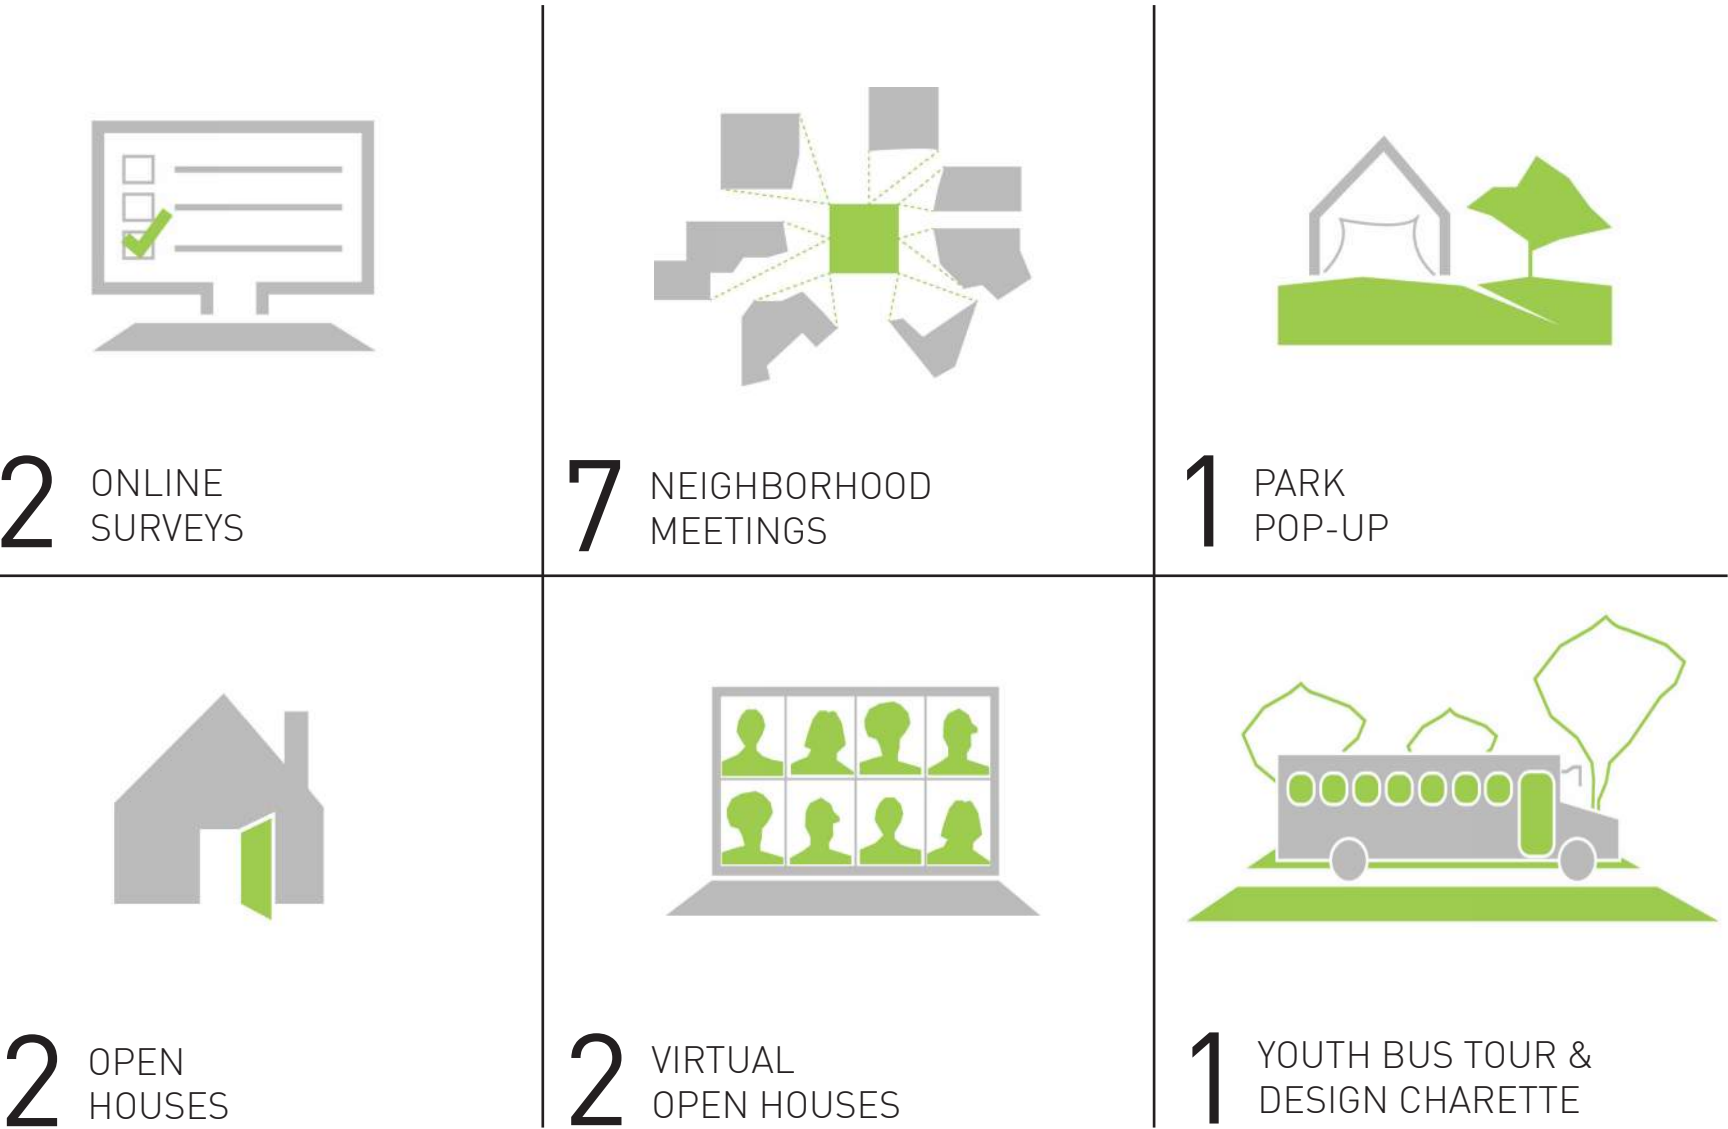 2 ONLINE
SURVEYS
7 NEIGHBORHOOD
MEETINGS
1 PARK
POP-UP
2 OPEN
HOUSES
2 VIRTUAL
OPEN HOUSES
1 YOUTH BUS TOUR &
DESIGN CHARETTE